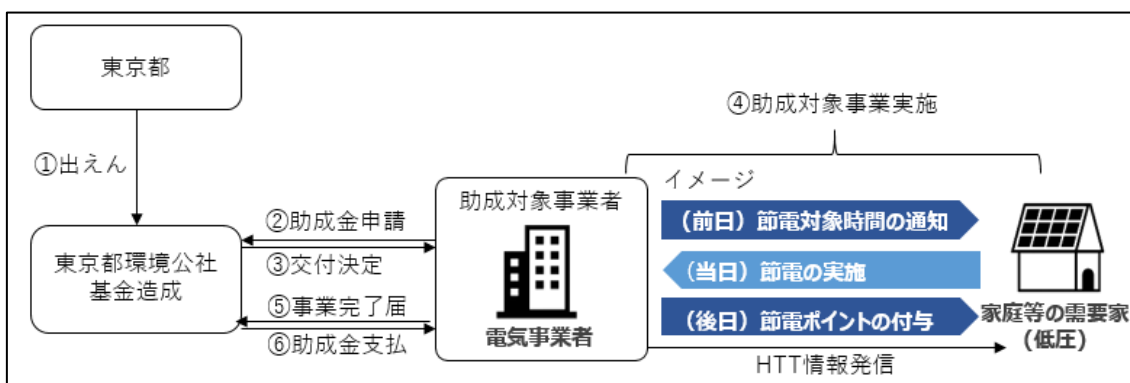 東京都
①出えん
東京都環境公社
基金造成
②助成金申請
③交付決定
⑤事業完了届
⑥助成金支払
助成対象事業者
電気事業者
④助成対象事業実施
イメージ
（前日）節電対象時間の通知
（当日）節電の実施
（後日）節電ポイントの付与
HTT情報発信
家庭等の需要家
(低圧)